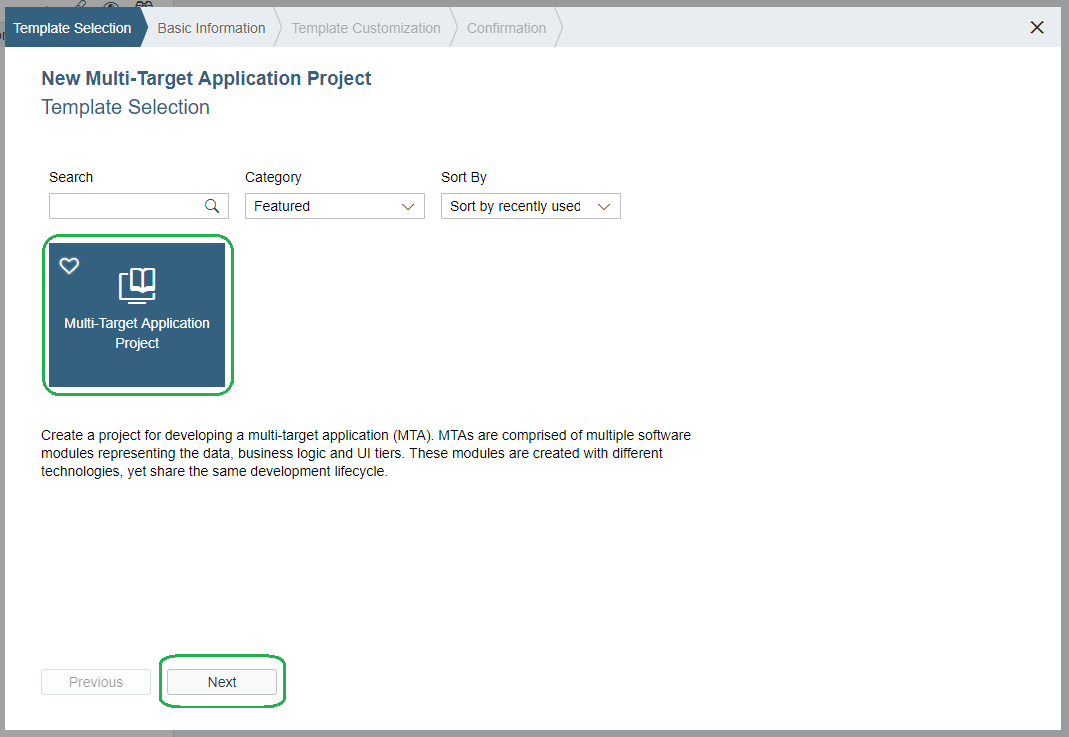 Template Selection
Basic Information
Template Customization
Confirmation
New Multi-Target Application Project
Template Selection
Search
Category
Sort By
Featured
Sort by recently used
Multi-Target Application
Project
Create a project for developing a multi-target application (MTA). MTAs are comprised of multiple software
modules representing the data, business logic and UI tiers. These modules are created with different
technologies, yet share the same development lifecycle.
Previous
Next